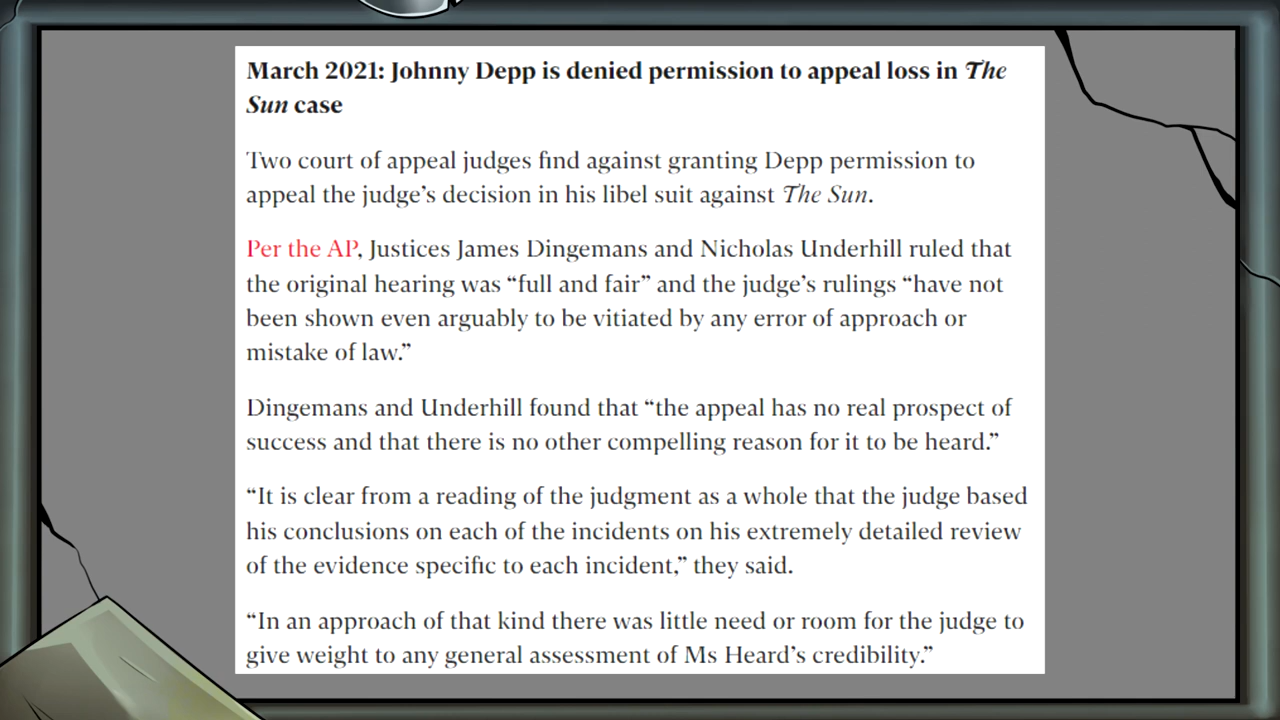 March 2021: Johnny Depp is denied permission to appeal loss in The
Sun case
Two court of appeal judges find against granting Depp permission to
appeal the judge’s decision in his libel suit against The Sun.
Per the AP, Justices James Dingemans and Nicholas Underhill ruled that
the original hearing was “full and fair” and the judge’s rulings “have not
been shown even arguably to be vitiated by any error of approach or
mistake of law.”
Dingemans and Underhill found that “the appeal has no real prospect of
success and that there is no other compelling reason for it to be heard.”
“It is clear from a reading of the judgment as a whole that the judge based
his conclusions on each of the incidents on his extremely detailed review
of the evidence specific to each incident,” they said.
“In an approach of that kind there was little need or room for the judge to
give weight to any general assessment of Ms Heard’s credibility.”